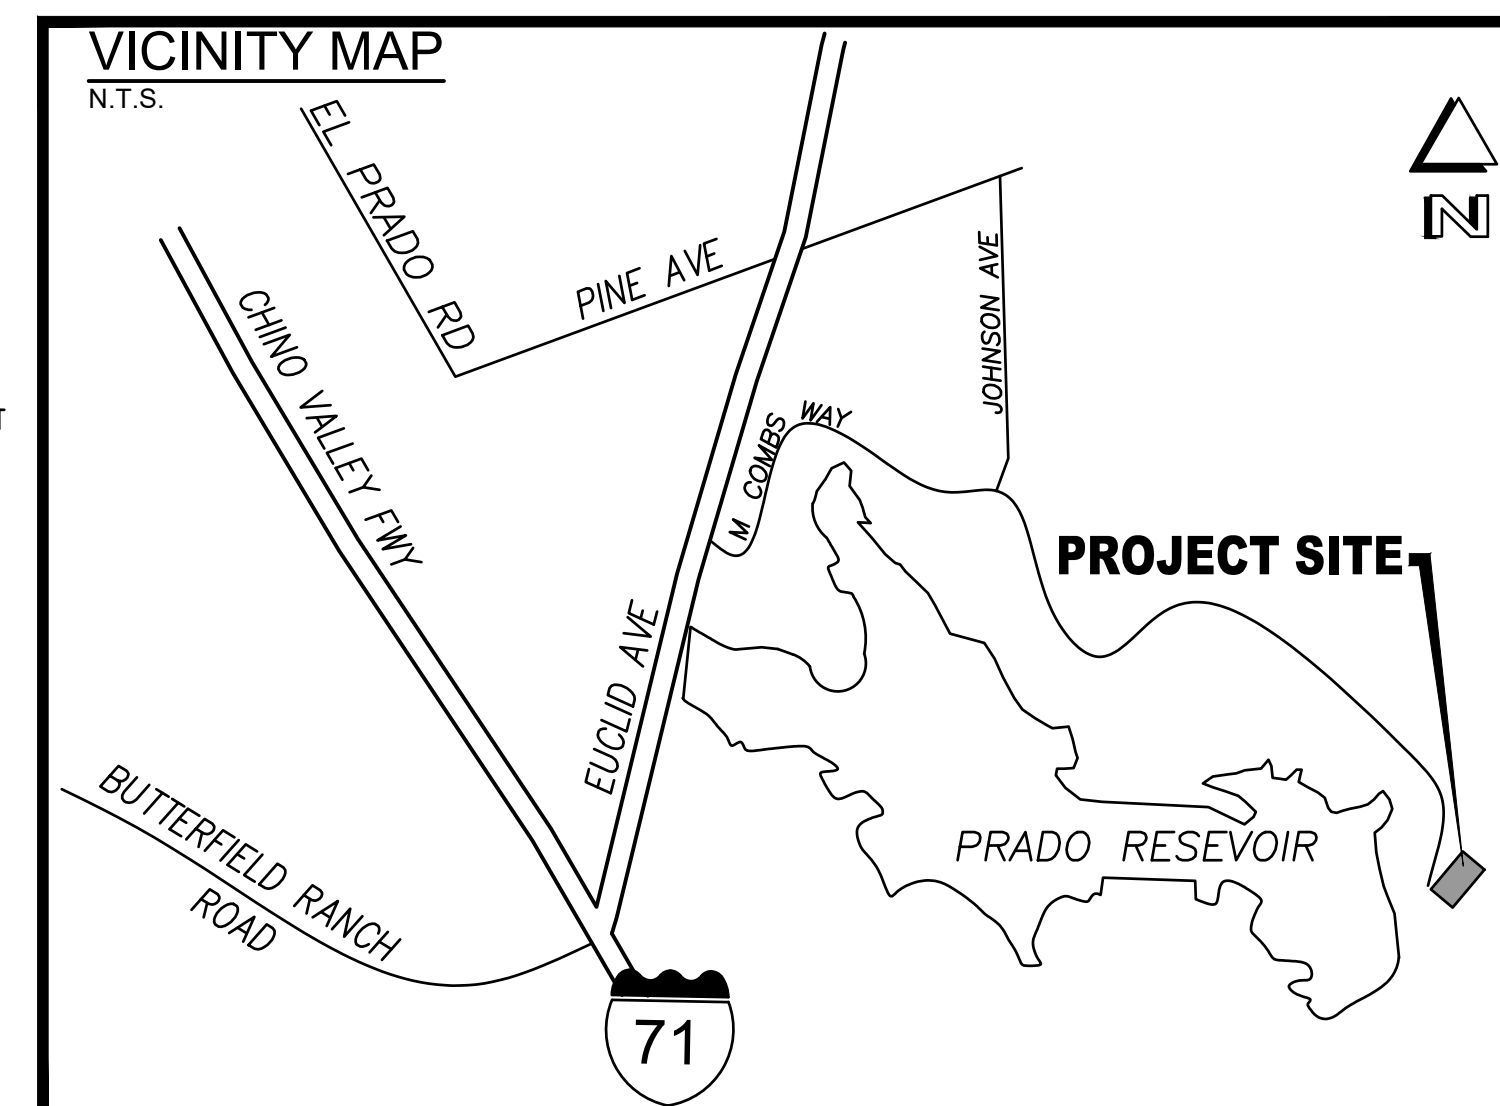 VICINITY MAP
N.T.S.
N
EL PRADO RD
PINE AVE
JOHNSON AVE
CHINO VALLEY FWY
M COMBS WAY
PROJECT SITE
EUCLID AVE
PRADO RESEVOIR
BUTTERFIELD RANCH
ROAD
71